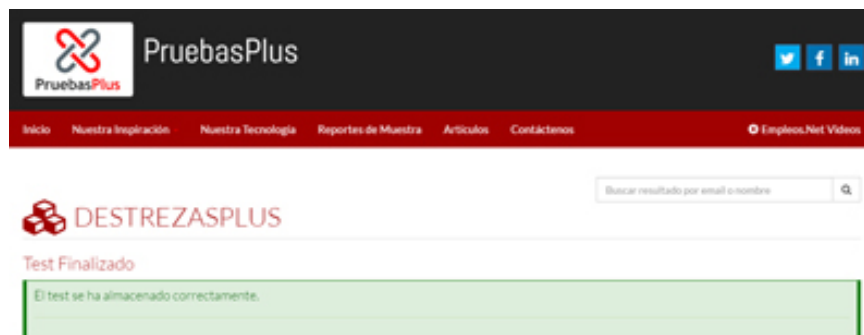 PruebasPlus
PruebasPlus
Inicio Nuestra Inspiración Nuestra Tecnología Reportes de Muestra Artículos Contáctenos Empleos.Net Videos
Buscar resultado por email o nombre
DESTREZASPLUS
Test Finalizado
El test se ha almacenado correctamente.